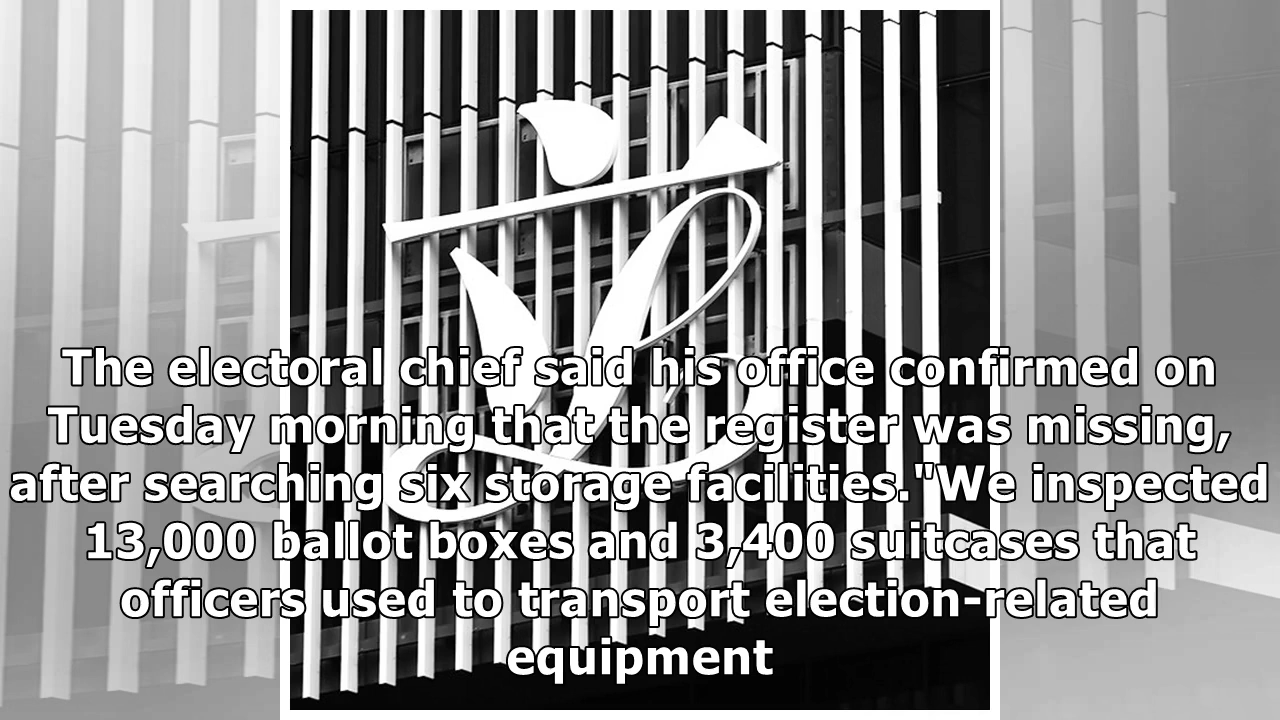 The electoral chief said his office confirmed on
Tuesday morning that the register was missing,
after searching six storage facilities."We inspected
13,000 ballot boxes and 3,400 suitcases that
officers used to transport election-related
equipment